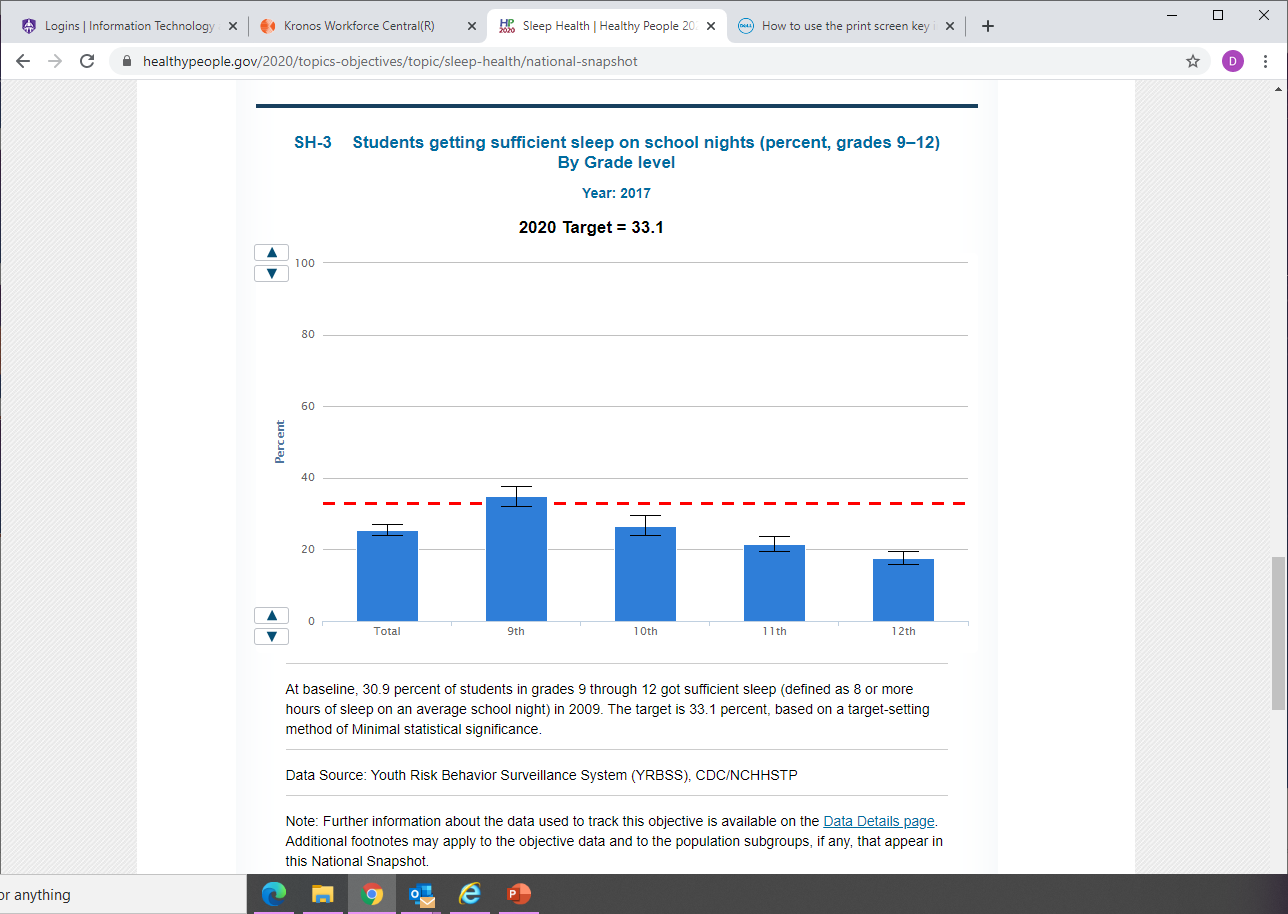 Logins | Information Technology
Kronos Workforce Central(R)
HP 2020 Sleep Health | Healthy People 20
DELL How to use the print screen key
healthypeople.gov/2020/topics-objectives/topic/sleep-health/national-snapshot
D
SH-3 Students getting sufficient sleep on school nights (percent, grades 9–12)
By Grade level
Year: 2017
2020 Target = 33.1
100
80
60
40
20
0
Percent
Total 9th 10th 11th 12th
At baseline, 30.9 percent of students in grades 9 through 12 got sufficient sleep (defined as 8 or more
hours of sleep on an average school night) in 2009. The target is 33.1 percent, based on a target-setting
method of Minimal statistical significance.
Data Source: Youth Risk Behavior Surveillance System (YRBSS), CDC/NCHHSTP
Note: Further information about the data used to track this objective is available on the Data Details page.
Additional footnotes may apply to the objective data and to the population subgroups, if any, that appear in
this National Snapshot.
or anything